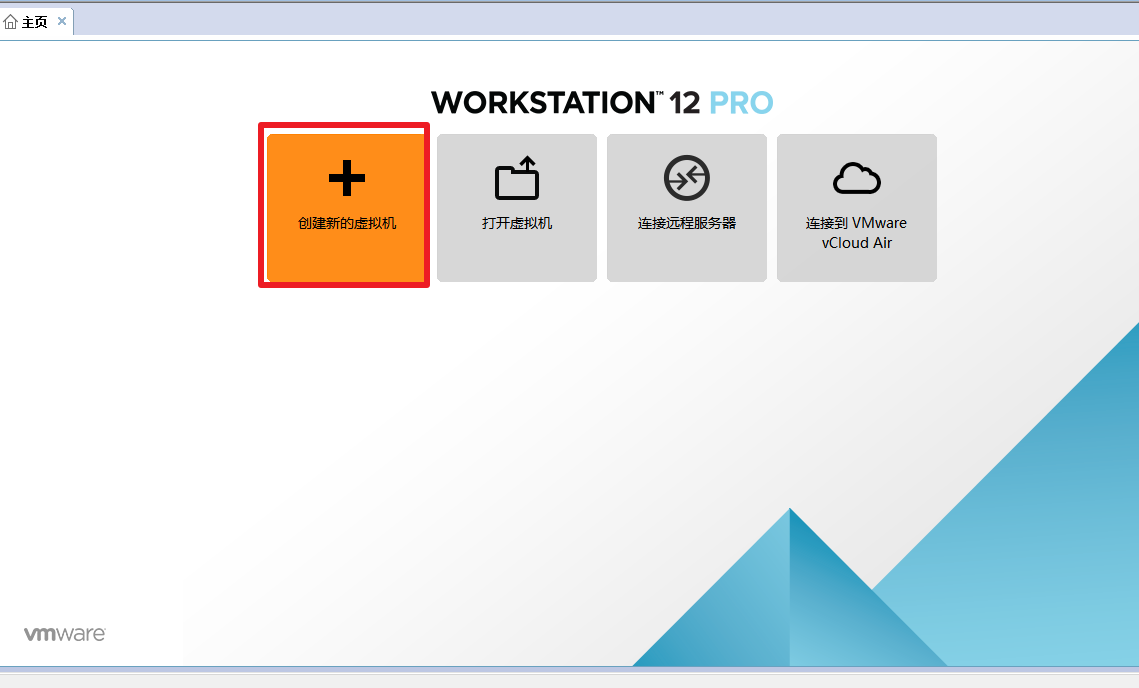 主页
WORKSTATION™ 12 PRO
创建新的虚拟机
打开虚拟机
连接远程服务器
连接到 VMware
vCloud Air
vmware